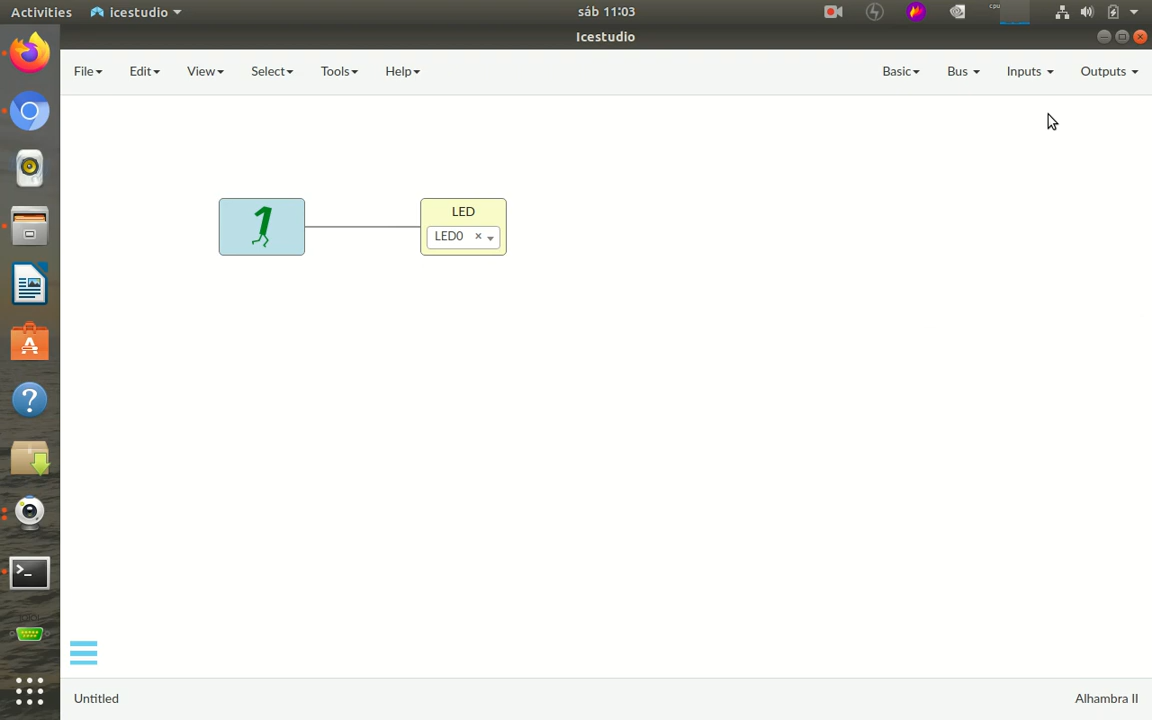 Activities icestudio sáb 11:03 cpu
Icestudio
File Edit View Select Tools Help Basic Bus Inputs Outputs
1
LED
LED0 ×
Untitled Alhambra II